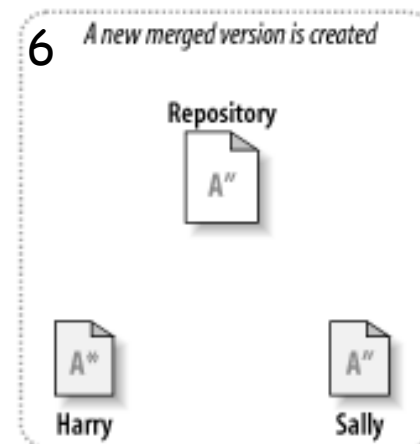 6 A new merged version is created
Repository
A"
A* A"
Harry Sally